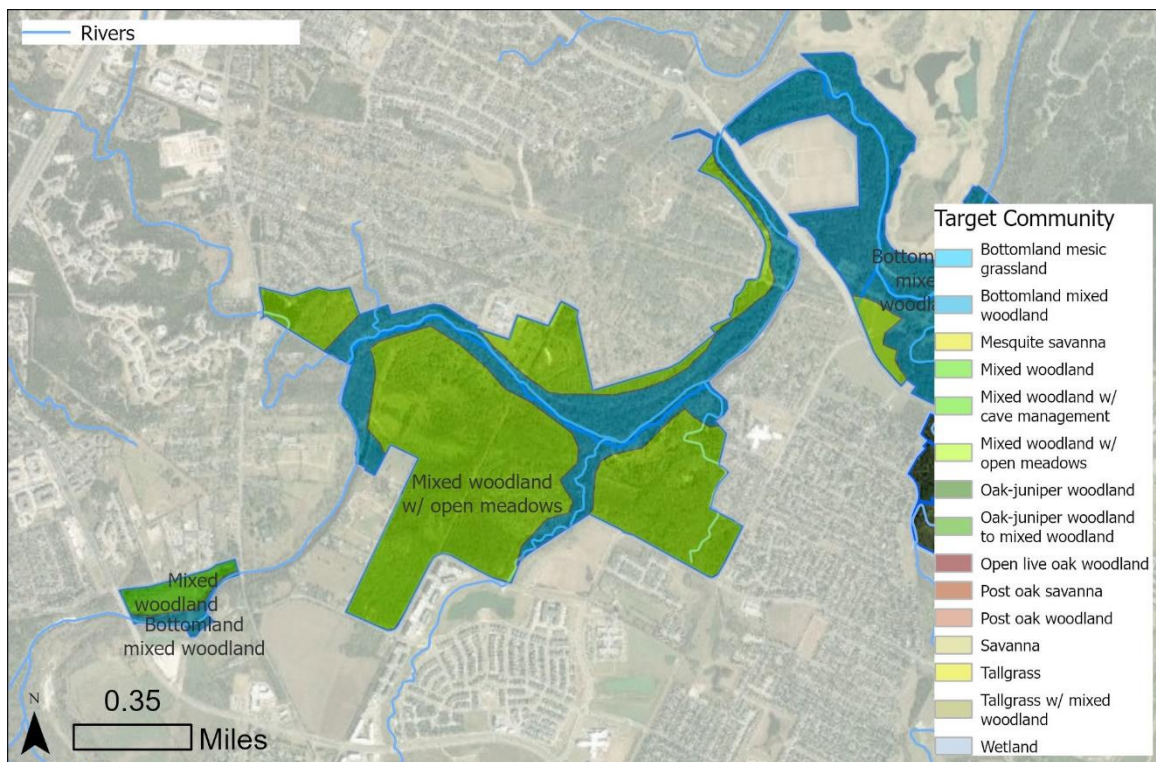 Rivers
Bottomland
mixed
woodland
Mixed woodland
w/ open meadows
Mixed
woodland
Bottomland
mixed woodland
N
0.35
Miles
Target Community
Bottomland mesic
grassland
Bottomland mixed
woodland
Mesquite savanna
Mixed woodland
Mixed woodland w/
cave management
Mixed woodland w/
open meadows
Oak-juniper woodland
Oak-juniper woodland
to mixed woodland
Open live oak woodland
Post oak savanna
Post oak woodland
Savanna
Tallgrass
Tallgrass w/ mixed
woodland
Wetland